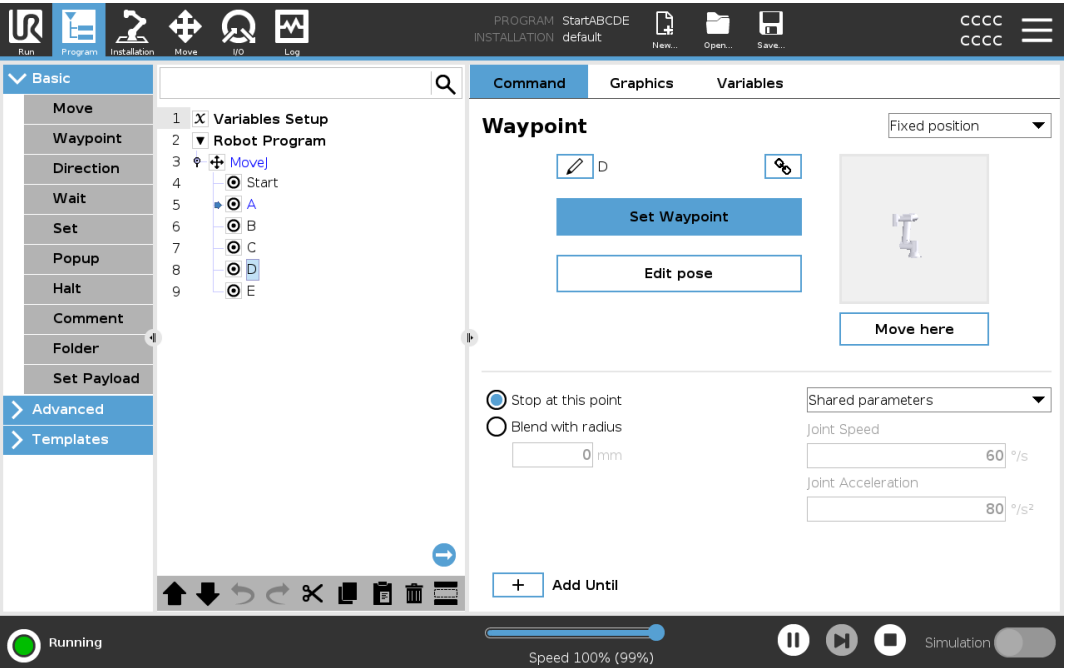 PROGRAM StartABCDE
INSTALLATION default
CCCC
CCCC
UR
Run
Program
Installation
Move
I/O
Log
New...
Open...
Save...
Basic
Move
Waypoint
Direction
Wait
Set
Popup
Halt
Comment
Folder
Set Payload
Advanced
Templates
1 X Variables Setup
2 Robot Program
3 MoveJ
4 Start
5 A
6 B
7 C
8 D
9 E
Command Graphics Variables
Waypoint
Fixed position
D
Set Waypoint
Edit pose
Move here
Stop at this point
Blend with radius
0 mm
Shared parameters
Joint Speed
60 °/s
Joint Acceleration
80 °/s²
+ Add Until
Running
Speed 100% (99%)
Simulation